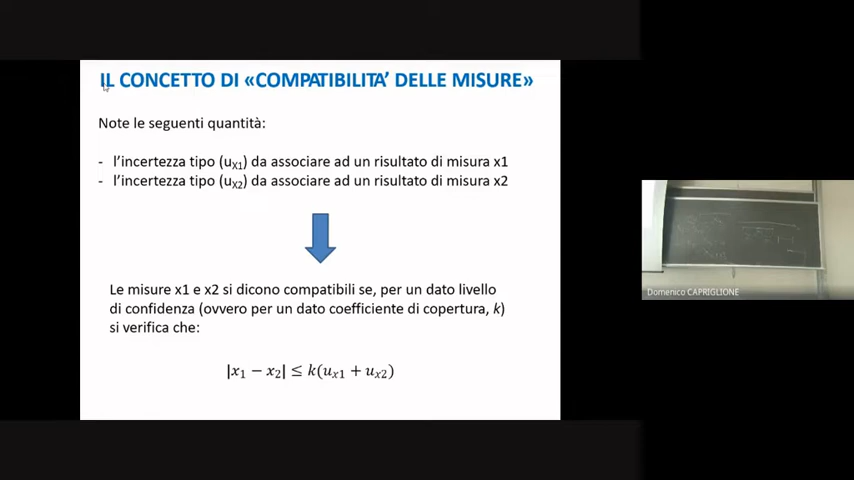 IL CONCETTO DI «COMPATIBILITA’ DELLE MISURE»
Note le seguenti quantità:
- l’incertezza tipo (uX1) da associare ad un risultato di misura x1
- l’incertezza tipo (uX2) da associare ad un risultato di misura x2
Le misure x1 e x2 si dicono compatibili se, per un dato livello
di confidenza (ovvero per un dato coefficiente di copertura, k)
si verifica che:
|x₁ − x₂| ≤ k(uₓ₁ + uₓ₂)
Domenico CAPRIGLIONE